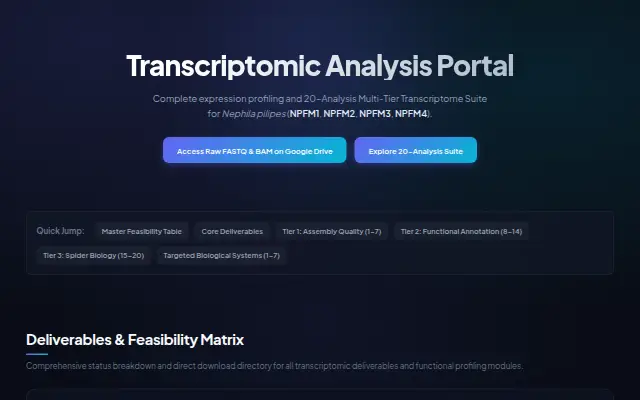 Transcriptomic Analysis Portal
Complete expression profiling and 20-Analysis Multi-Tier Transcriptome Suite
for Nephila pilipes (NPFM1, NPFM2, NPFM3, NPFM4).
Access Raw FASTQ & BAM on Google Drive
Explore 20-Analysis Suite
Quick Jump: Master Feasibility Table Core Deliverables Tier 1: Assembly Quality (1-7) Tier 2: Functional Annotation (8-14)
Tier 3: Spider Biology (15-20) Targeted Biological Systems (1-7)
Deliverables & Feasibility Matrix
Comprehensive status breakdown and direct download directory for all transcriptomic deliverables and functional profiling modules.